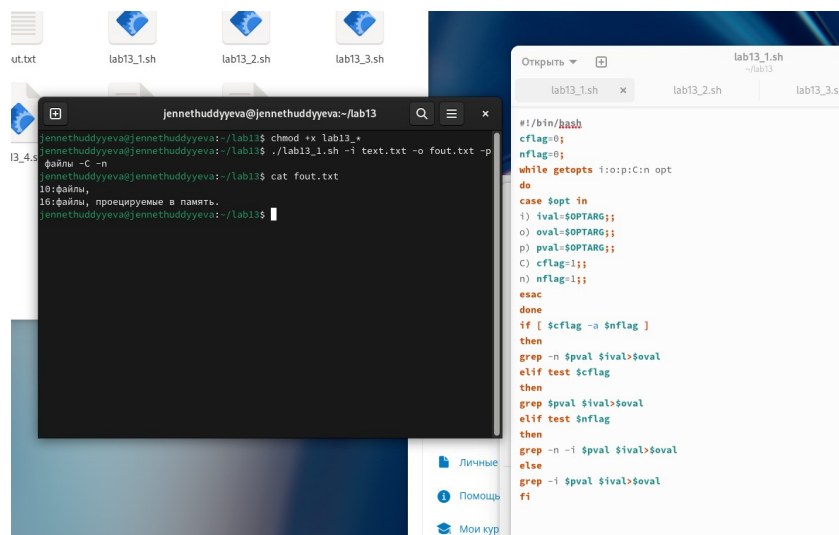 lab13_1.sh
lab13_2.sh
lab13_3.sh
jennethuddyyeva@jennethuddyyeva:~/lab13
jennethuddyyeva@jennethuddyyeva:~/lab13$ chmod +x lab13_*
jennethuddyyeva@jennethuddyyeva:~/lab13$ ./lab13_1.sh -i text.txt -o fout.txt -p
файлы -C -n
jennethuddyyeva@jennethuddyyeva:~/lab13$ cat fout.txt
10:файлы,
16:файлы, проецируемые в память.
jennethuddyyeva@jennethuddyyeva:~/lab13$
Личные
Помощь
Мои кур
Открыть
lab13_1.sh
~/lab13
lab13_1.sh
lab13_2.sh
lab13_3.s
#!/bin/bash
cflag=0;
nflag=0;
while getopts i:o:p:C:n opt
do
case $opt in
i) ival=$OPTARG;;
o) oval=$OPTARG;;
p) pval=$OPTARG;;
C) cflag=1;;
n) nflag=1;;
esac
done
if [ $cflag -a $nflag ]
then
grep -n $pval $ival>$oval
elif test $cflag
then
grep $pval $ival>$oval
elif test $nflag
then
grep -n -i $pval $ival>$oval
else
grep -i $pval $ival>$oval
fi